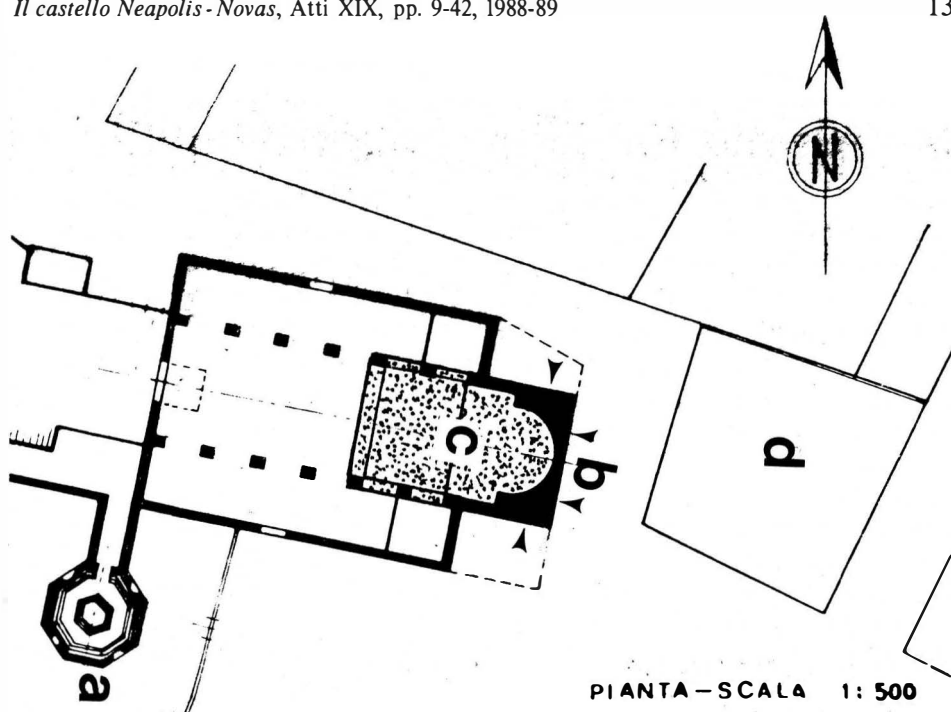 Il castello Neapolis - Novas, Atti XIX, pp. 9-42, 1988-89 13
N
c
b
d
a
PIANTA-SCALA 1: 500